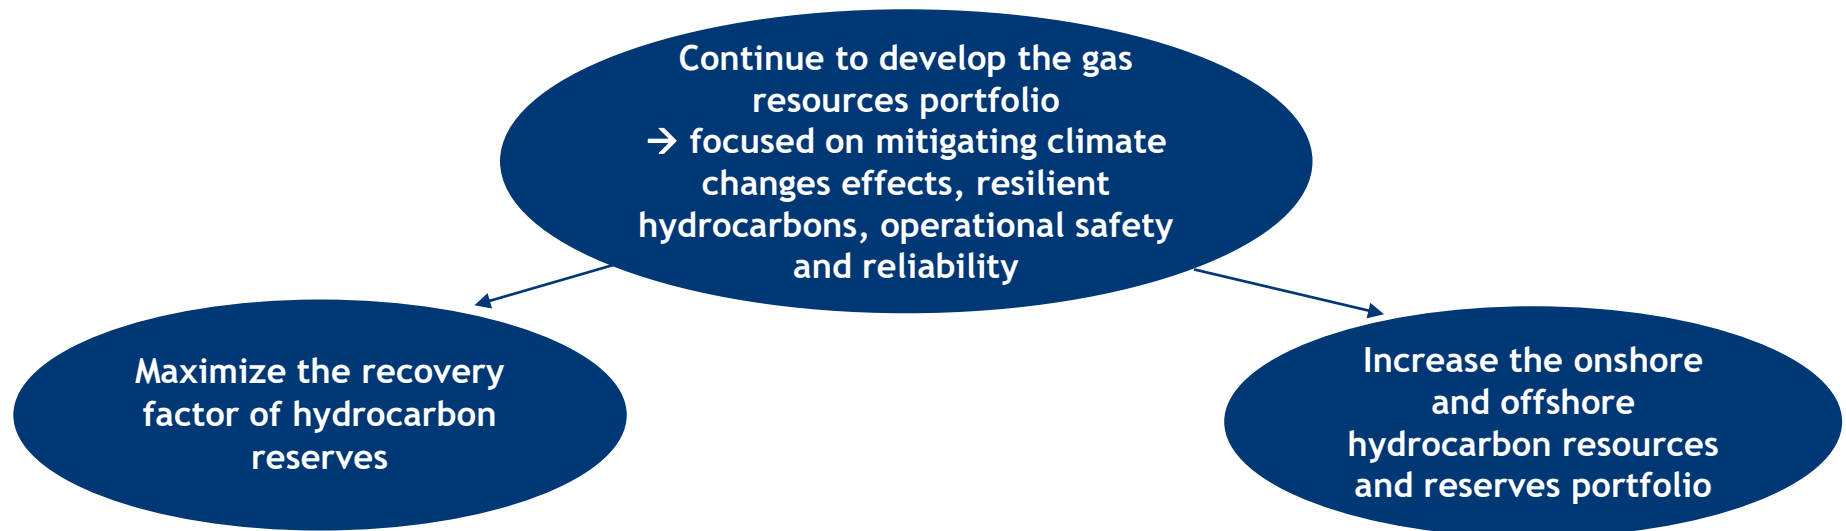 Continue to develop the gas
resources portfolio
→ focused on mitigating climate
changes effects, resilient
hydrocarbons, operational safety
and reliability
Maximize the recovery
factor of hydrocarbon
reserves
Increase the onshore
and offshore
hydrocarbon resources
and reserves portfolio